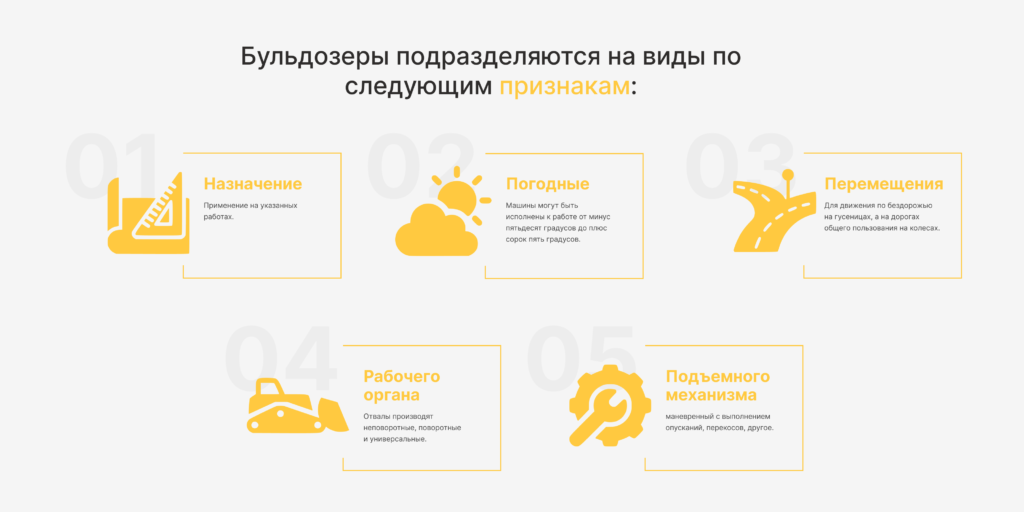 Бульдозеры подразделяются на виды по
следующим признакам:
01
Назначение
Применение на указанных
работах.
02
Погодные
Машины могут быть
исполнены к работе от минус
пятьдесят градусов до плюс
сорок пять градусов.
03
Перемещения
Для движения по бездорожью
на гусеницах, а на дорогах
общего пользования на колесах.
04
Рабочего
органа
Отвалы производят
неповоротные, поворотные
и универсальные.
05
Подъемного
механизма
маневренный с выполнением
опусканий, перекосов, другое.